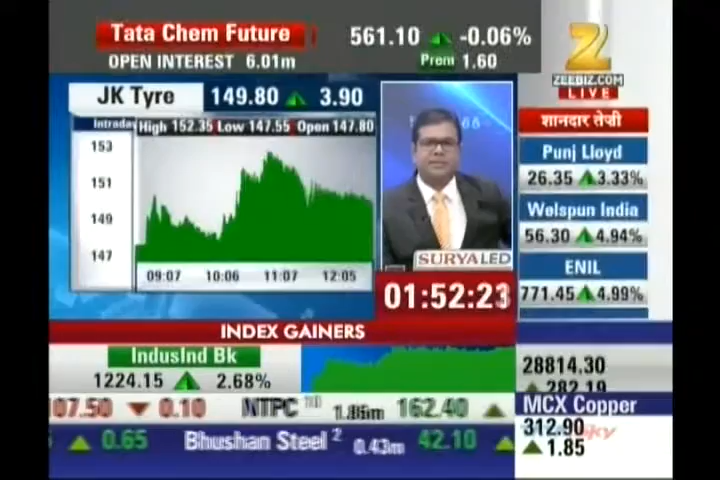 Tata Chem Future 561.10 -0.06%
OPEN INTEREST 6.01m Prem 1.60
ZEEBIZ.COM
LIVE
JK Tyre 149.80 3.90
Intraday High 152.35 Low 147.55 Open 147.80
153
151
149
147
09:07 10:06 11:07 12:05
SURYA LED
01:52:23
शानदार तेज़ी
Punj Lloyd
26.35 3.33%
Welspun India
56.30 4.94%
ENIL
771.45 4.99%
INDEX GAINERS
IndusInd Bk
1224.15 2.68%
28814.30
282.19
MCX Copper
312.90
1.85
07.50 0.10 NTPC 1.86m 162.40
0.65 Bhushan Steel 2 0.43m 42.10